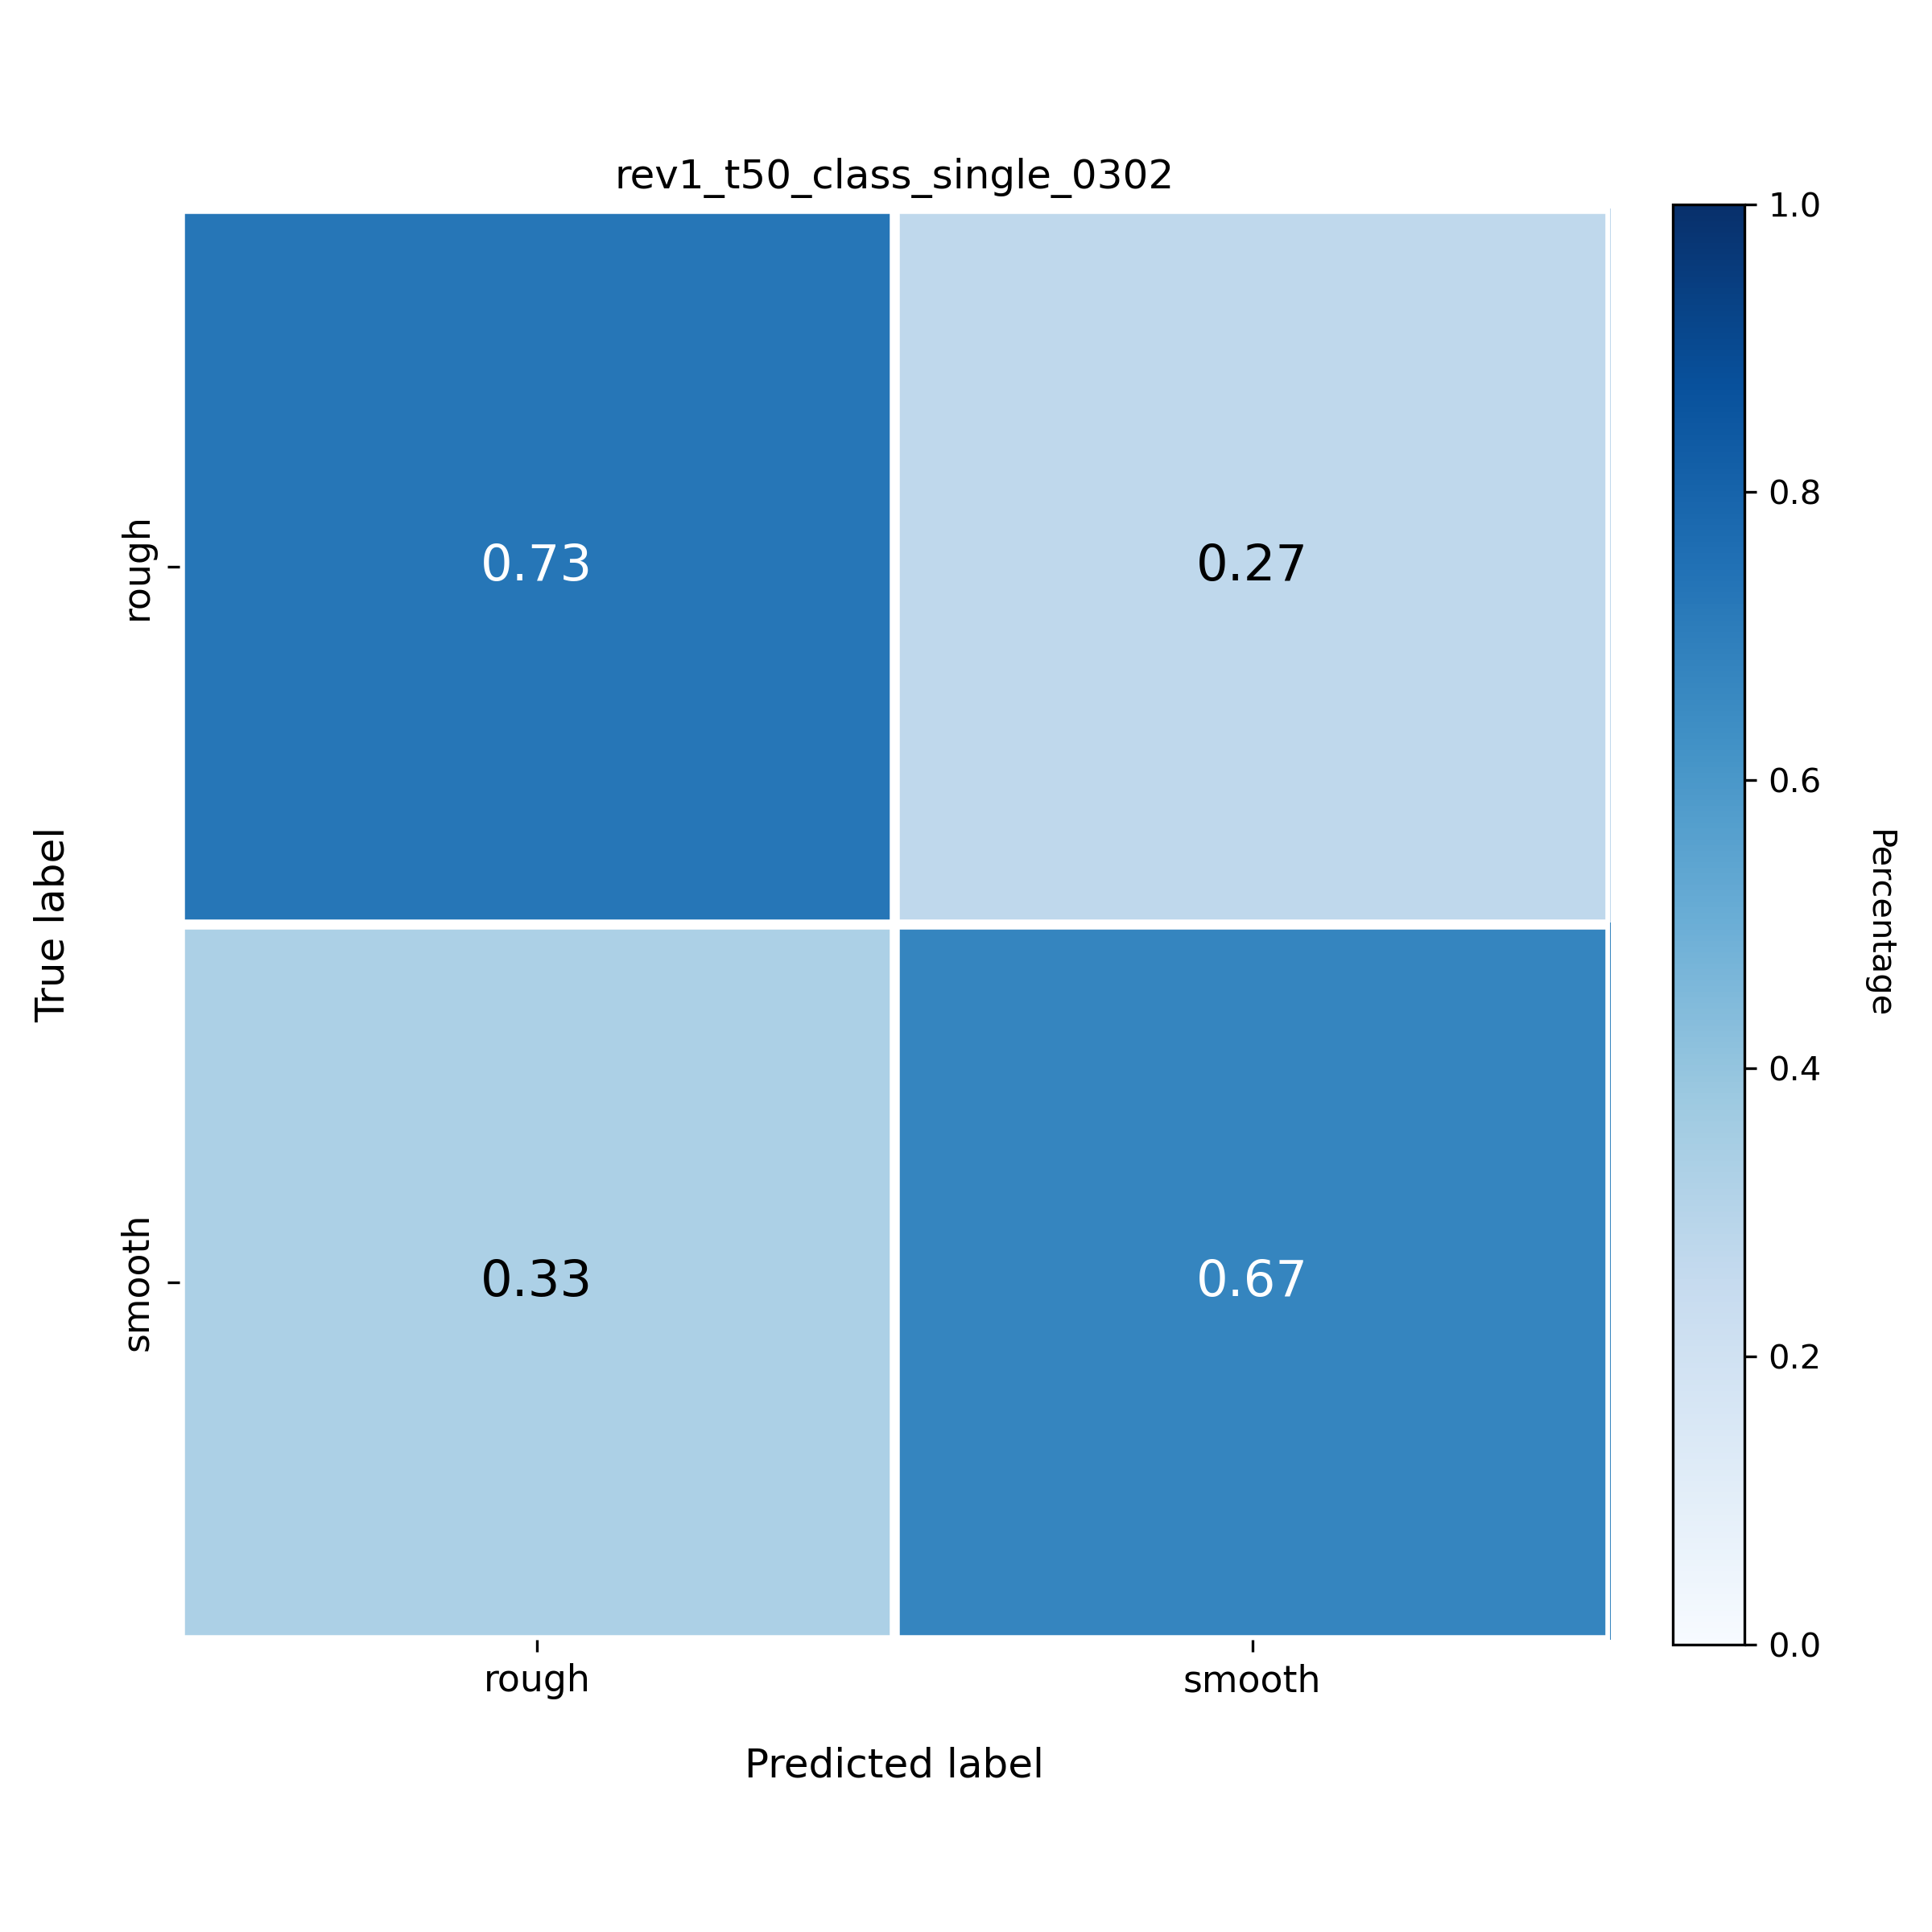 rev1_t50_class_single_0302
True label
rough
smooth
0.73
0.27
0.33
0.67
rough
smooth
Predicted label
1.0
0.8
0.6
0.4
0.2
0.0
Percentage